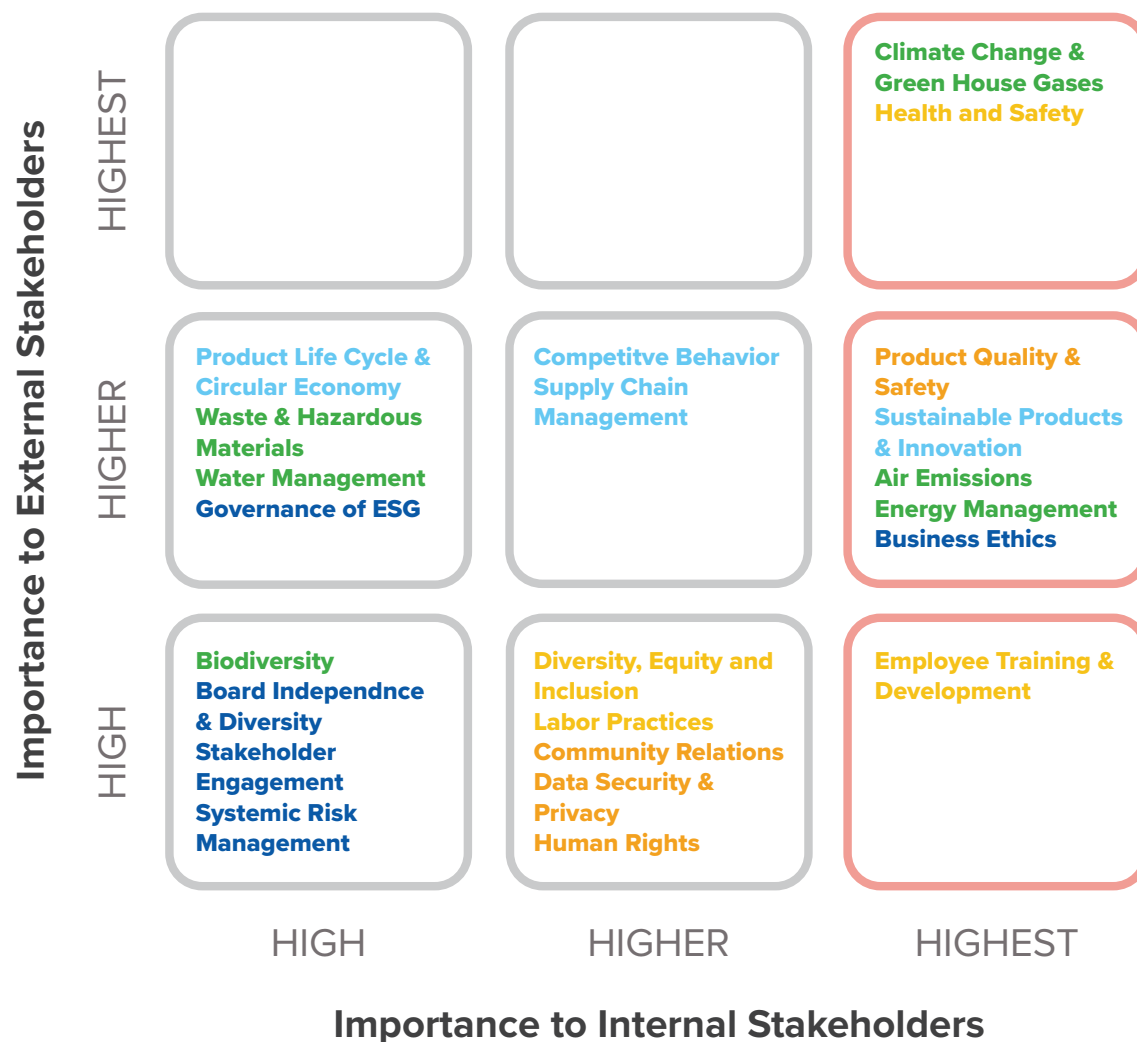 Importance to External Stakeholders
HIGHEST
Climate Change &
Green House Gases
Health and Safety
HIGHER
Product Life Cycle &
Circular Economy
Waste & Hazardous
Materials
Water Management
Governance of ESG
Competitve Behavior
Supply Chain
Management
Product Quality &
Safety
Sustainable Products
& Innovation
Air Emissions
Energy Management
Business Ethics
HIGH
Biodiversity
Board Independnce
& Diversity
Stakeholder
Engagement
Systemic Risk
Management
Diversity, Equity and
Inclusion
Labor Practices
Community Relations
Data Security &
Privacy
Human Rights
Employee Training &
Development
HIGH
HIGHER
HIGHEST
Importance to Internal Stakeholders